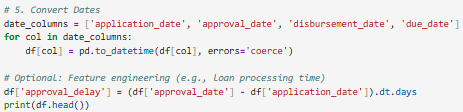 # 5. Convert Dates
date_columns = ['application_date', 'approval_date', 'disbursement_date', 'due_date']
for col in date_columns:
    df[col] = pd.to_datetime(df[col], errors='coerce')

# Optional: Feature engineering (e.g., loan processing time)
df['approval_delay'] = (df['approval_date'] - df['application_date']).dt.days
print(df.head())